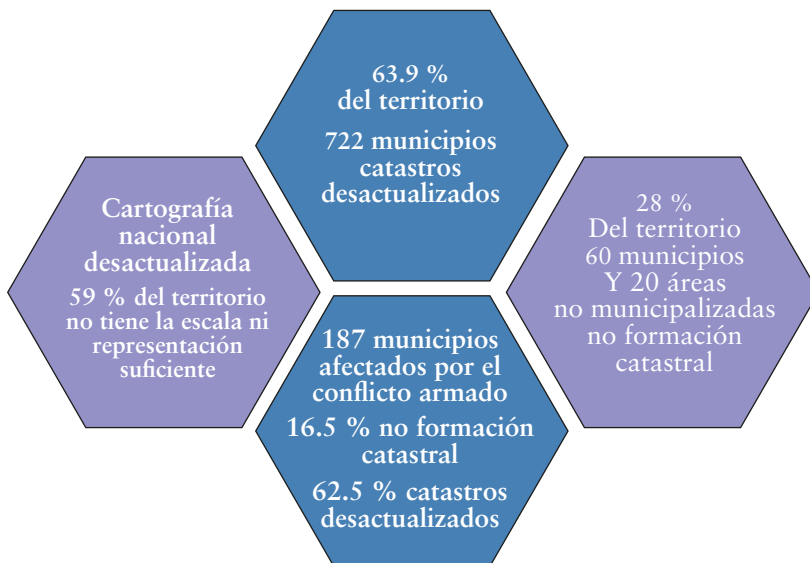 63.9 %
del territorio
722 municipios
catastros
desactualizados
Cartografía
nacional
desactualizada
59 % del territorio
no tiene la escala ni
representación
suficiente
28 %
Del territorio
60 municipios
Y 20 áreas
no municipalizadas
no formación
catastral
187 municipios
afectados por el
conflicto armado
16.5 % no formación
catastral
62.5 % catastros
desactualizados